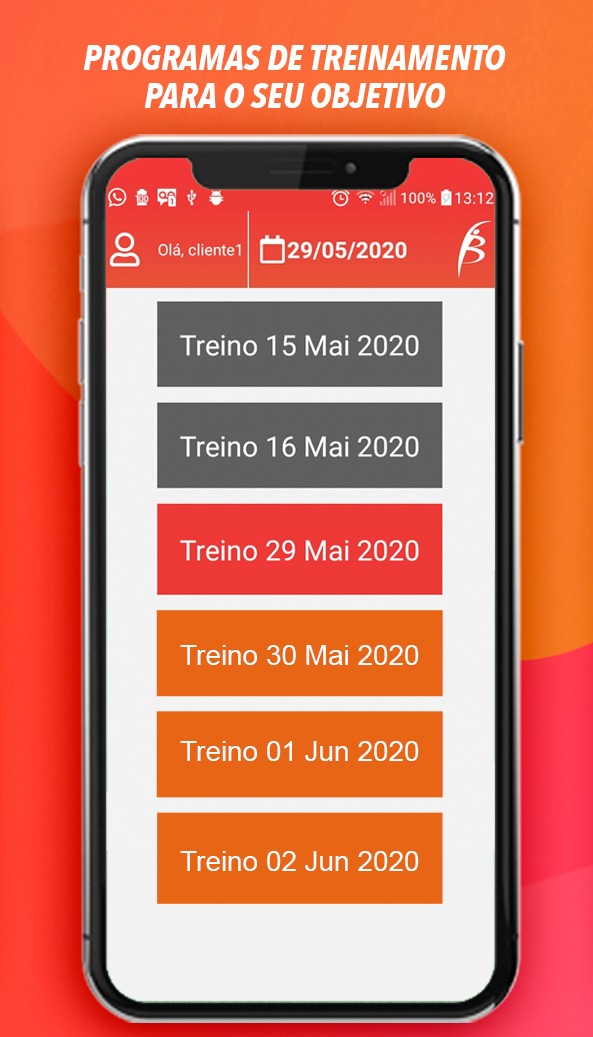 PROGRAMAS DE TREINAMENTO
PARA O SEU OBJETIVO
100% 13:12
Olá, cliente1
29/05/2020
Treino 15 Mai 2020
Treino 16 Mai 2020
Treino 29 Mai 2020
Treino 30 Mai 2020
Treino 01 Jun 2020
Treino 02 Jun 2020